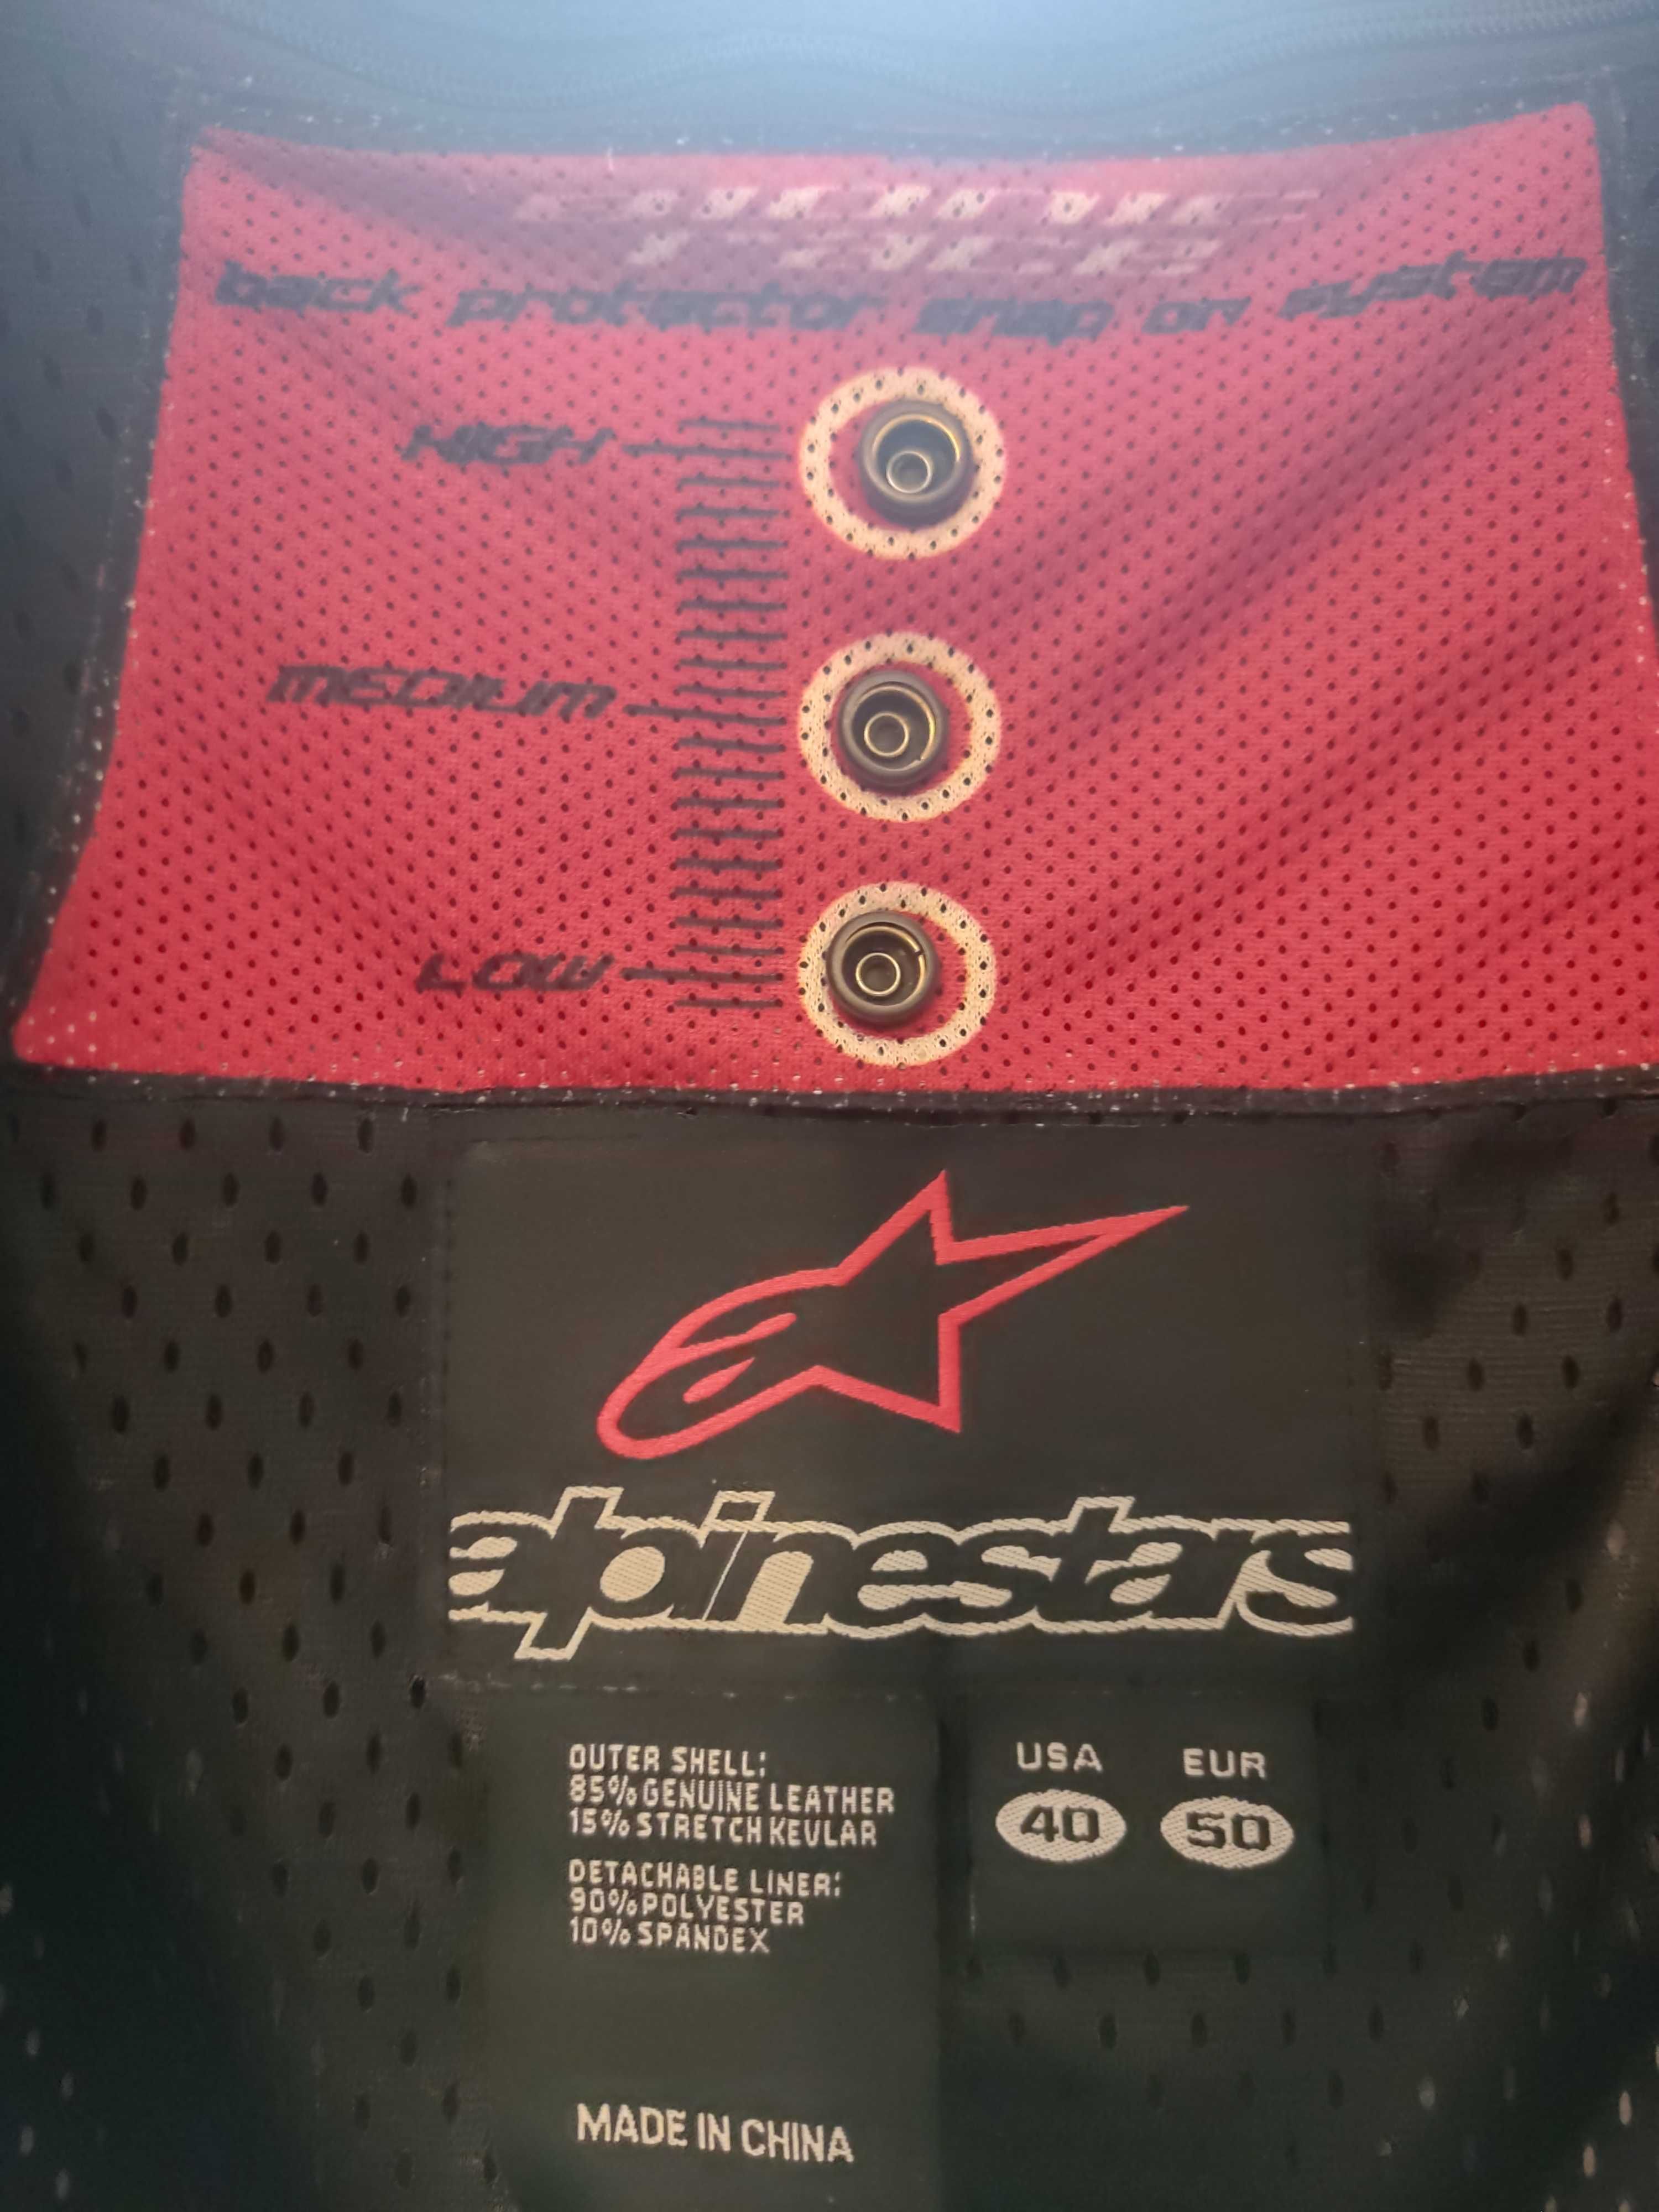 back protector snap on system
HIGH
MEDIUM
LOW
alpinestars
OUTER SHELL:
85% GENUINE LEATHER
15% STRETCH KEVLAR
DETACHABLE LINER:
90% POLYESTER
10% SPANDEX
USA EUR
40 50
MADE IN CHINA